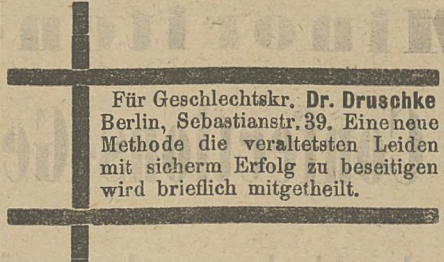 Für Geschlechtskr. Dr. Druschke
Berlin, Sebastianstr. 39. Eine neue
Methode die veraltetsten Leiden
mit sicherm Erfolg zu beseitigen
wird brieflich mitgetheilt.